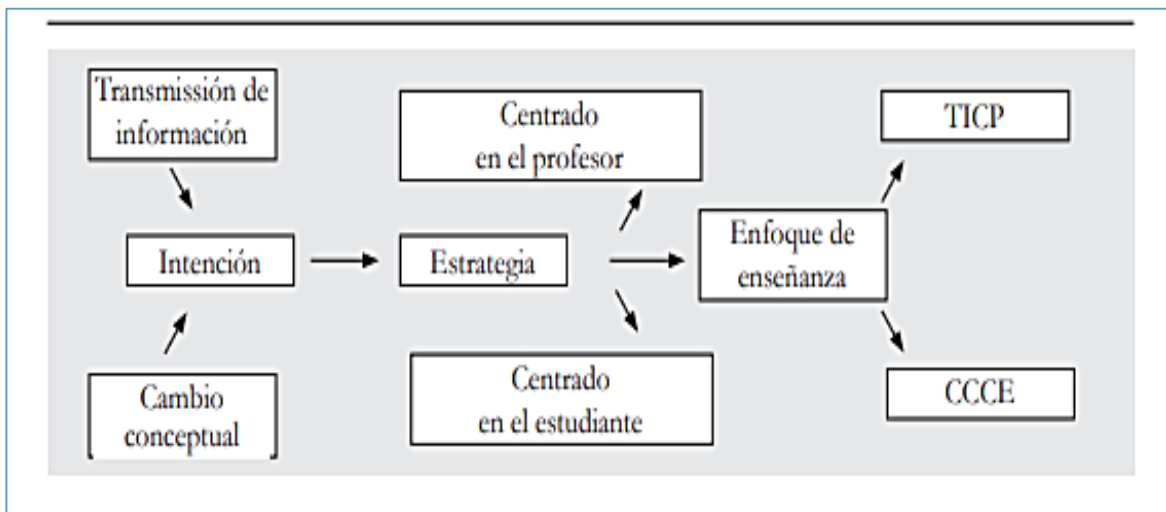 Transmissión de
información
Centrado
en el profesor
TICP
Intención
Estrategia
Enfoque de
enseñanza
Cambio
conceptual
Centrado
en el estudiante
CCCE